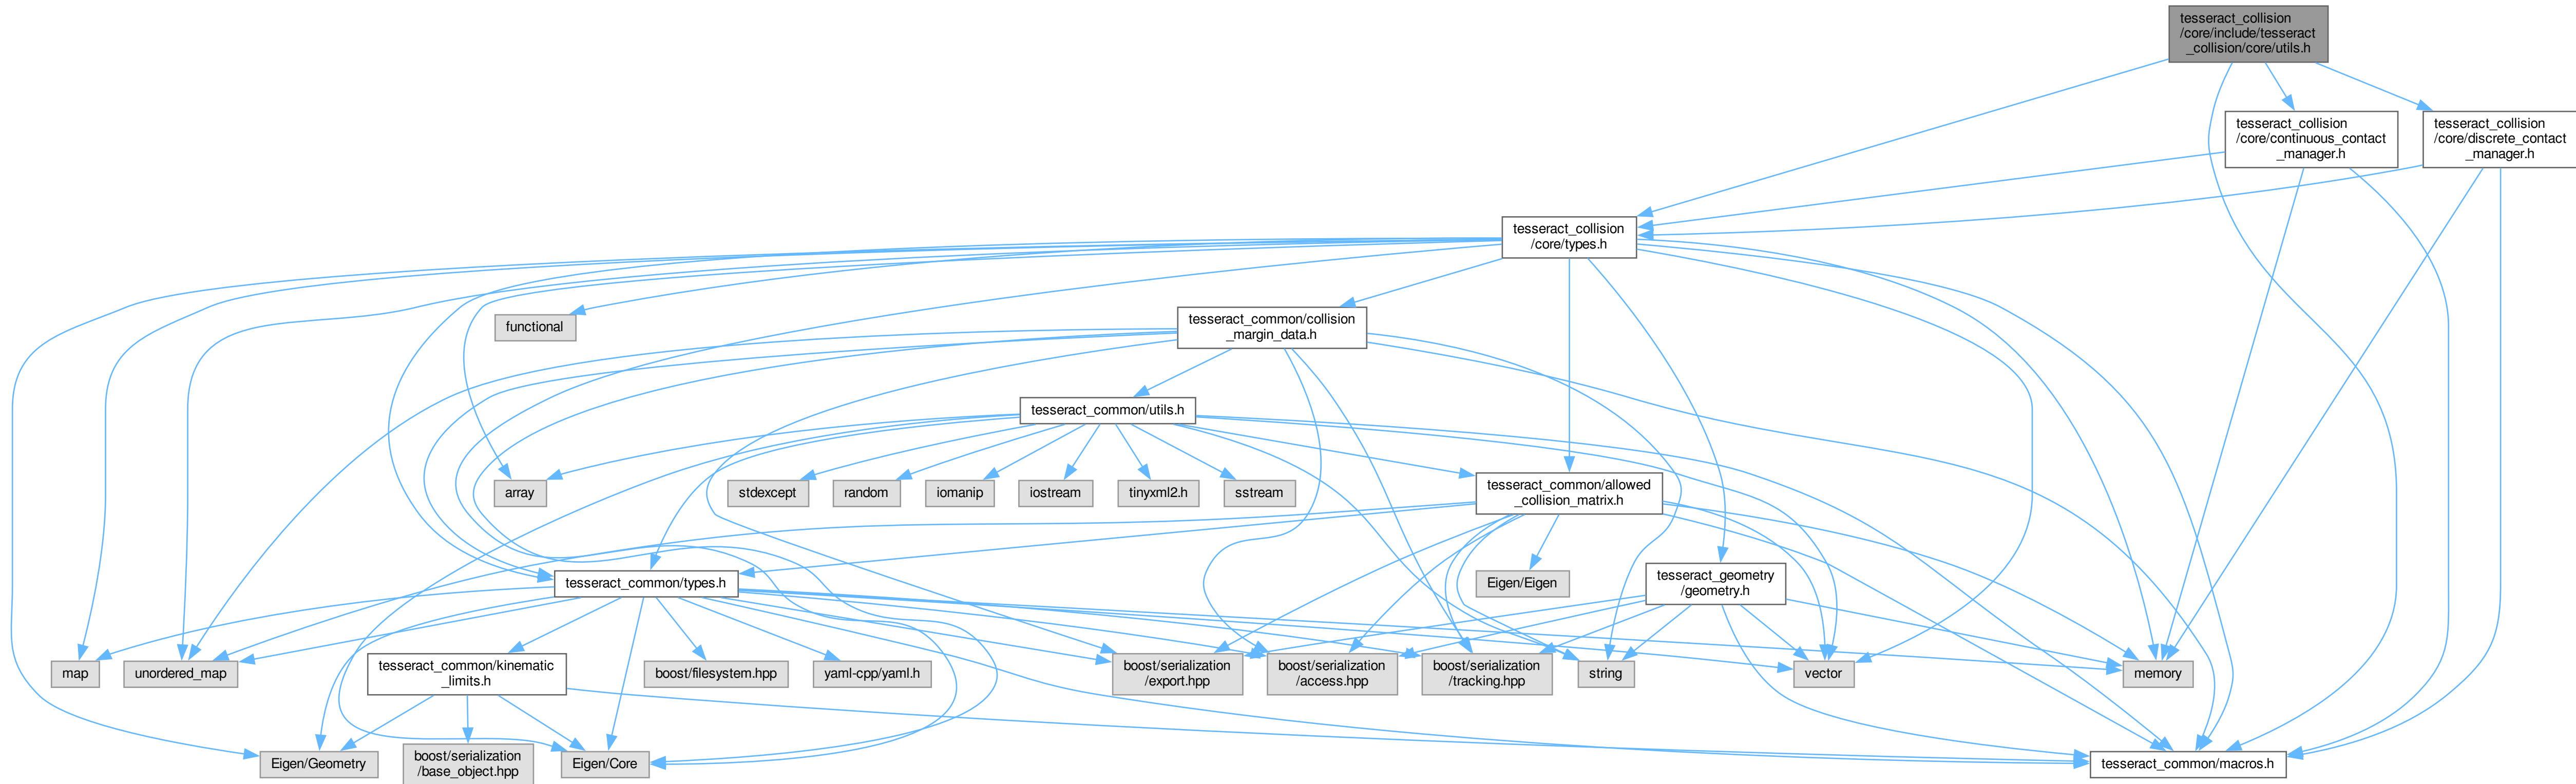 tesseract_collision
/core/include/tesseract
_collision/core/utils.h
tesseract_collision
/core/continuous_contact
_manager.h
tesseract_collision
/core/discrete_contact
_manager.h
tesseract_collision
/core/types.h
functional
tesseract_common/collision
_margin_data.h
tesseract_common/utils.h
array
stdexcept
random
iomanip
iostream
tinyxml2.h
sstream
tesseract_common/allowed
_collision_matrix.h
tesseract_common/types.h
Eigen/Eigen
tesseract_geometry
/geometry.h
map
unordered_map
tesseract_common/kinematic
_limits.h
boost/filesystem.hpp
yaml-cpp/yaml.h
boost/serialization
/export.hpp
boost/serialization
/access.hpp
boost/serialization
/tracking.hpp
string
vector
memory
Eigen/Geometry
boost/serialization
/base_object.hpp
Eigen/Core
tesseract_common/macros.h